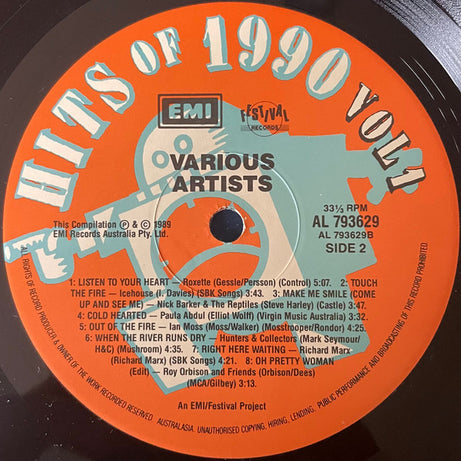 HITS OF 1990 VOL 1
EMI
FESTIVAL
RECORDS
VARIOUS
ARTISTS
This Compilation Ⓟ & © 1989
EMI Records Australia Pty. Ltd.
33⅓ RPM
AL 793629
AL 793629B
SIDE 2
1: LISTEN TO YOUR HEART — Roxette (Gessle/Persson) (Control) 5:07. 2: TOUCH
THE FIRE — Icehouse (I. Davies) (SBK Songs) 3:43. 3: MAKE ME SMILE (COME
UP AND SEE ME) — Nick Barker & The Reptiles (Steve Harley) (Castle) 3:47.
4: COLD HEARTED — Paula Abdul (Elliot Wolff) (Virgin Music Australia) 3:30.
5: OUT OF THE FIRE — Ian Moss (Moss/Walker) (Mosstrooper/Rondor) 4:23.
6: WHEN THE RIVER RUNS DRY — Hunters & Collectors (Mark Seymour/
H&C) (Mushroom) 4:35. 7: RIGHT HERE WAITING — Richard Marx
(Richard Marx) (SBK Songs) 4:21. 8: OH PRETTY WOMAN
(Edit) — Roy Orbison and Friends (Orbison/Dees)
(MCA/Gilbey) 3:13.
An EMI/Festival Project
ALL RIGHTS OF RECORD PRODUCER & OWNER OF THE WORK RECORDED RESERVED. AUSTRALASIA. UNAUTHORISED COPYING, HIRING, LENDING, PUBLIC PERFORMANCE AND BROADCASTING OF THIS RECORD PROHIBITED